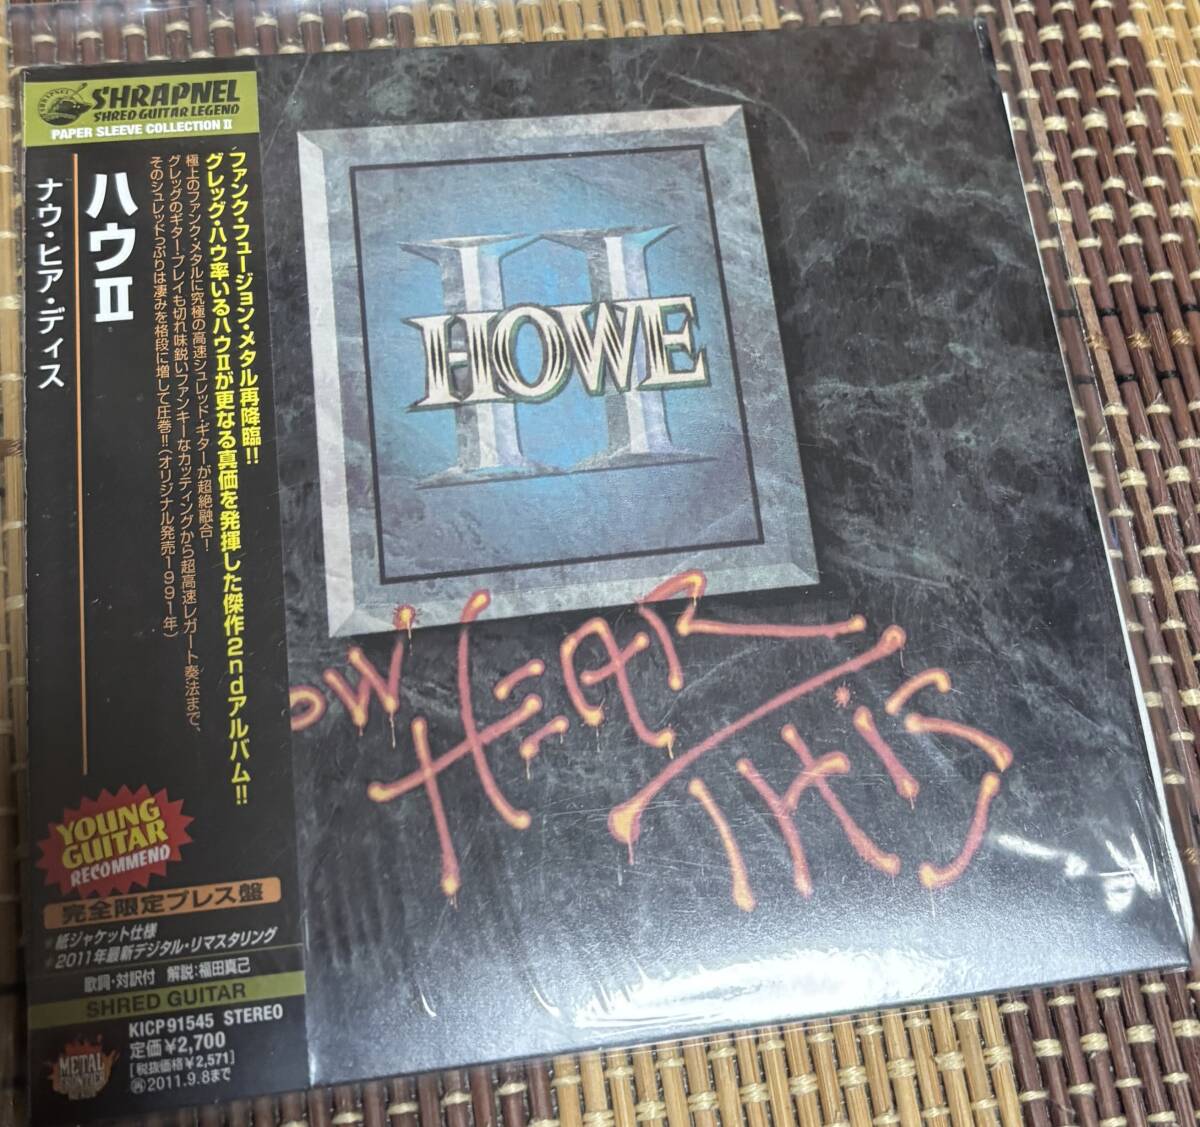 SHRAPNEL
SHRAPNEL
SHRED GUITAR LEGEND
PAPER SLEEVE COLLECTION II
ハウII
ナウ・ヒア・ディス
ファンク・フュージョン・メタル再降臨!!
グレッグ・ハウ率いるハウIIが更なる真価を発揮した傑作2ndアルバム!!
極上のファンク・メタルに究極の高速シュレッド・ギターが超絶融合!
グレッグのギター・プレイも切れ味鋭いファンキーなカッティングから超高速レガート奏法まで、
そのシュレッドっぷりは凄みを格段に増して圧巻!!(オリジナル発売1991年)
YOUNG
GUITAR
RECOMMEND
完全限定プレス盤
*紙ジャケット仕様
*2011年最新デジタル・リマスタリング
歌詞・対訳付 解説:福田真己
SHRED GUITAR
KICP 91545 STEREO
定価¥2,700
[税抜価格¥2,571]
2011.9.8まで
METAL
FRONTIER
II
HOWE
OW HEAR
THIS